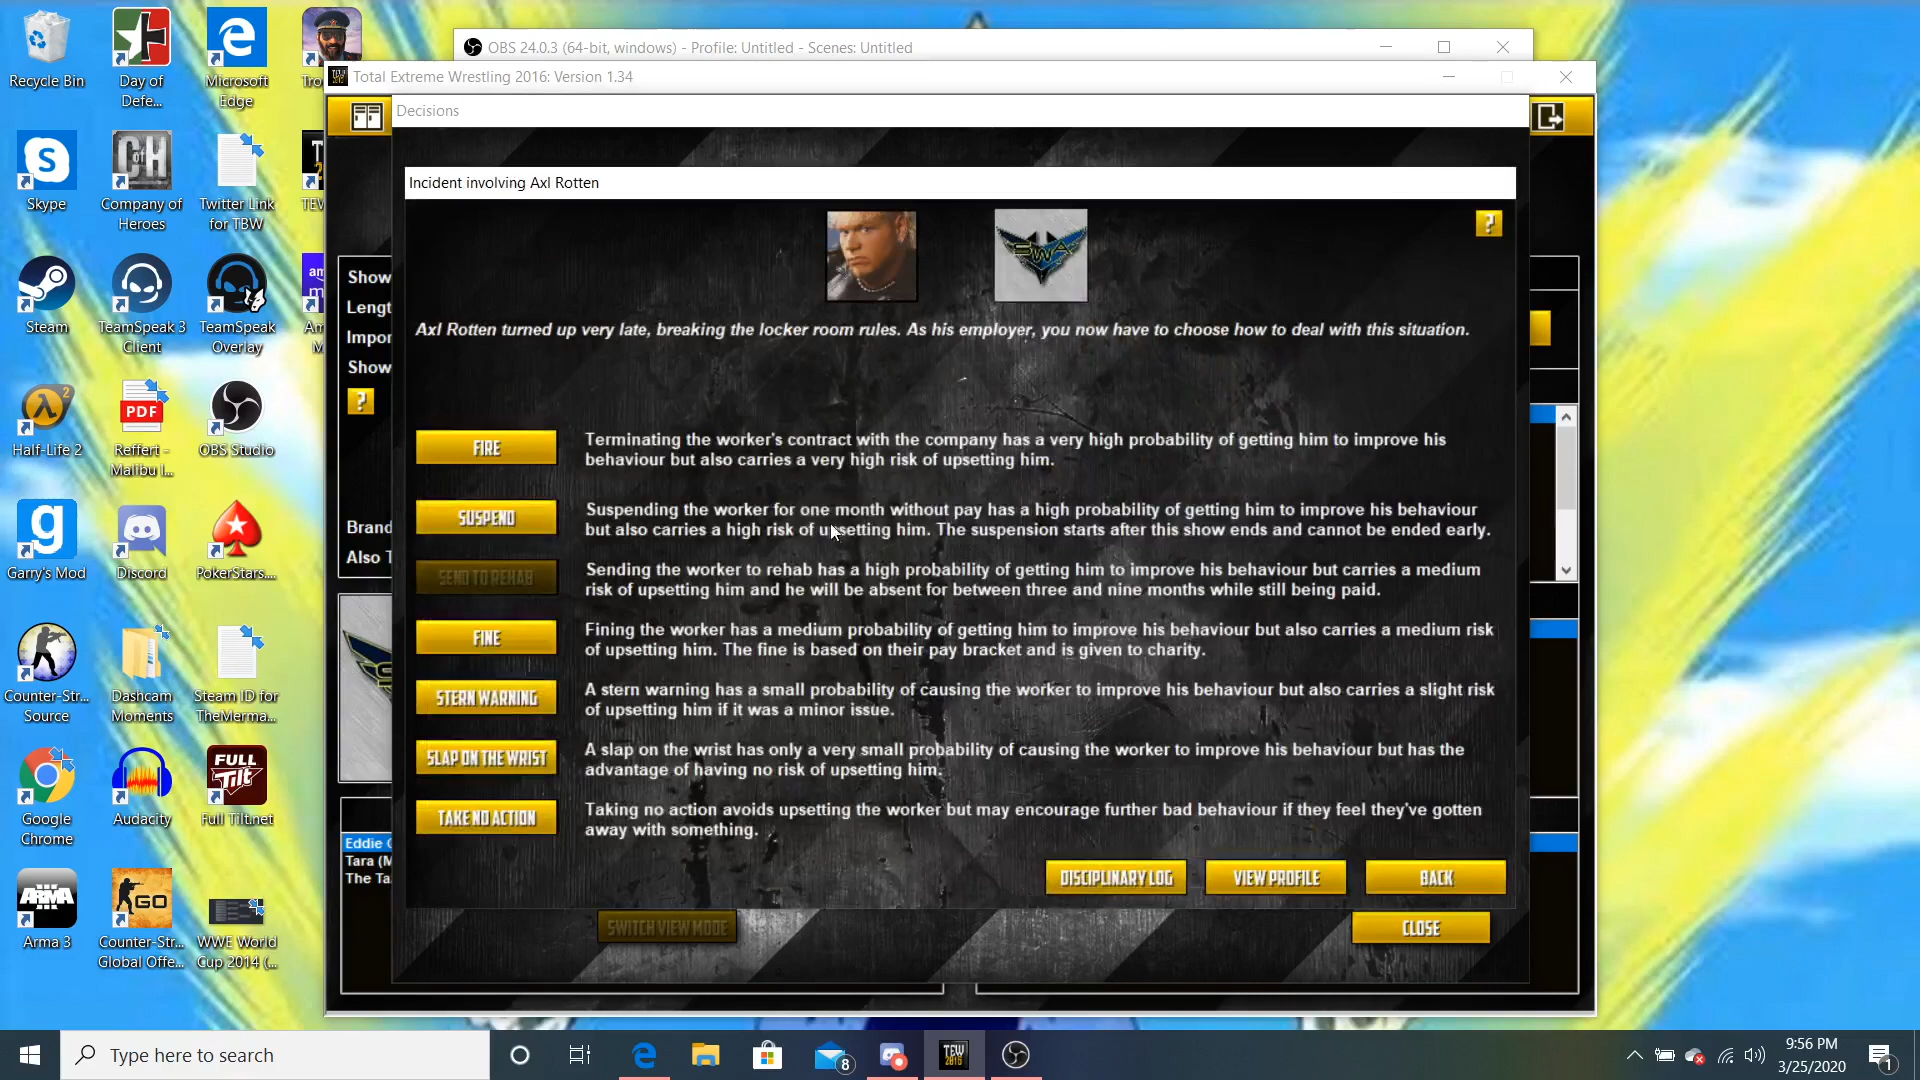 OBS 24.0.3 (64-bit, windows) - Profile: Untitled - Scenes: Untitled
Total Extreme Wrestling 2016: Version 1.34
Decisions
Incident involving Axl Rotten
?
Axl Rotten turned up very late, breaking the locker room rules. As his employer, you now have to choose how to deal with this situation.
FIRE
Terminating the worker's contract with the company has a very high probability of getting him to improve his
behaviour but also carries a very high risk of upsetting him.
SUSPEND
Suspending the worker for one month without pay has a high probability of getting him to improve his behaviour
but also carries a high risk of upsetting him. The suspension starts after this show ends and cannot be ended early.
SEND TO REHAB
Sending the worker to rehab has a high probability of getting him to improve his behaviour but carries a medium
risk of upsetting him and he will be absent for between three and nine months while still being paid.
FINE
Fining the worker has a medium probability of getting him to improve his behaviour but also carries a medium risk
of upsetting him. The fine is based on their pay bracket and is given to charity.
STERN WARNING
A stern warning has a small probability of causing the worker to improve his behaviour but also carries a slight risk
of upsetting him if it was a minor issue.
SLAP ON THE WRIST
A slap on the wrist has only a very small probability of causing the worker to improve his behaviour but has the
advantage of having no risk of upsetting him.
TAKE NO ACTION
Taking no action avoids upsetting the worker but may encourage further bad behaviour if they feel they've gotten
away with something.
DISCIPLINARY LOG
VIEW PROFILE
BACK
SWITCH VIEW MODE
CLOSE
Show
Lengt
Impor
Show
?
Brand
Also T
Eddie
Tara (M
The Ta
Recycle Bin
Day of
Defe...
Microsoft
Edge
Tro
Skype
Company of
Heroes
Twitter Link
for TBW
TEW
Steam
TeamSpeak 3
Client
TeamSpeak
Overlay
Am
M
Half-Life 2
PDF
Reffert -
Malibu I...
OBS Studio
Garry's Mod
Discord
PokerStars....
Counter-Str...
Source
Dashcam
Moments
Steam ID for
TheMerma...
Google
Chrome
Audacity
FULL
TILT
Full Tilt.net
ARMA
Arma 3
GO
Counter-Str...
Global Offe...
WWE World
Cup 2014 (...
Type here to search
8
TEW
2016
9:56 PM
3/25/2020
1